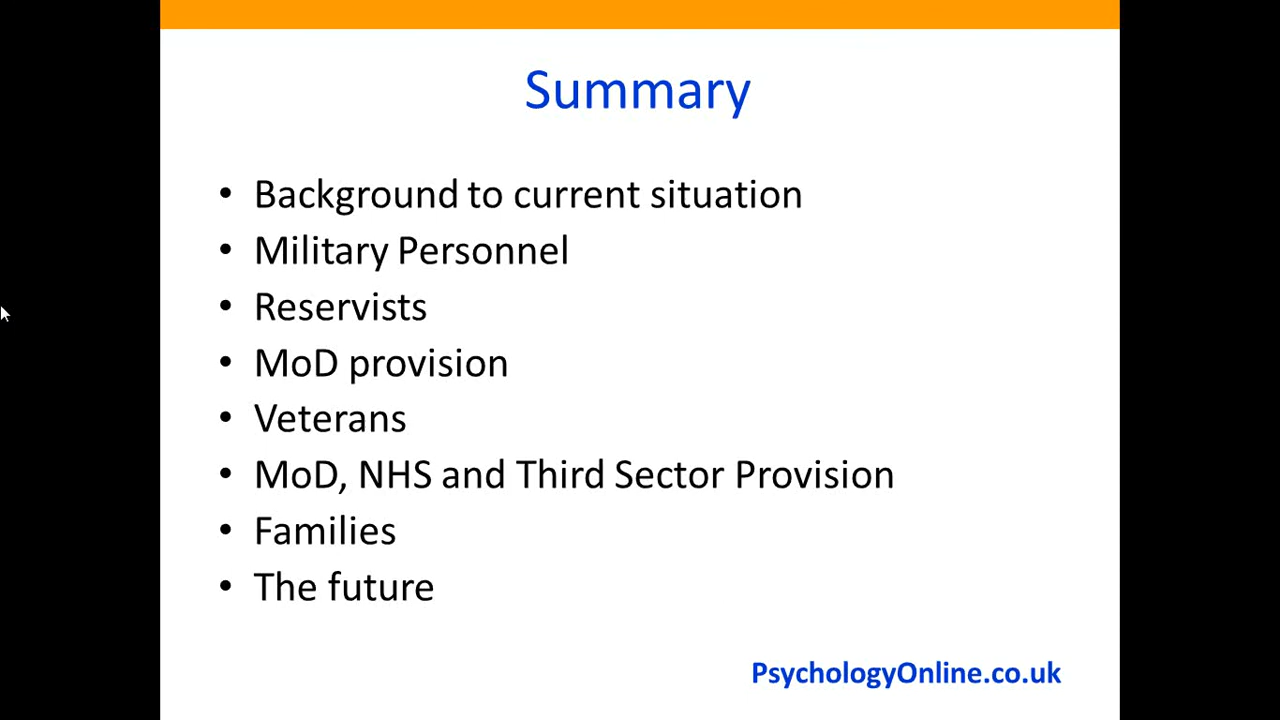 Summary
• Background to current situation
• Military Personnel
• Reservists
• MoD provision
• Veterans
• MoD, NHS and Third Sector Provision
• Families
• The future
PsychologyOnline.co.uk